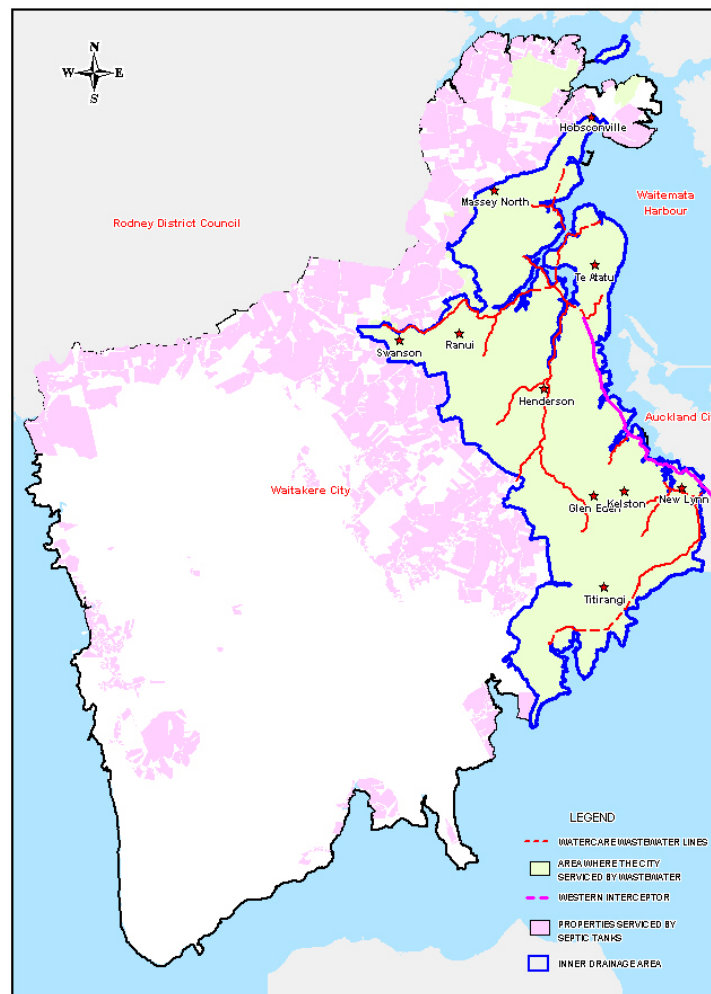 N
W E
S
Hobsconville
Massey North
Waitemata
Harbour
Rodney District Council
Te Atatu
Swanson
Ranui
Henderson
Auckland Cit
Waitakere City
Glen Eden
Kelston
New Lynn
Titirangi
LEGEND
WATERCARE WASTEWATER LINES
AREA WHERE THE CITY
SERVICED BY WASTEWATER
WESTERN INTERCEPTOR
PROPERTIES SERVICED BY
SEPTIC TANKS
INNER DRAINAGE AREA